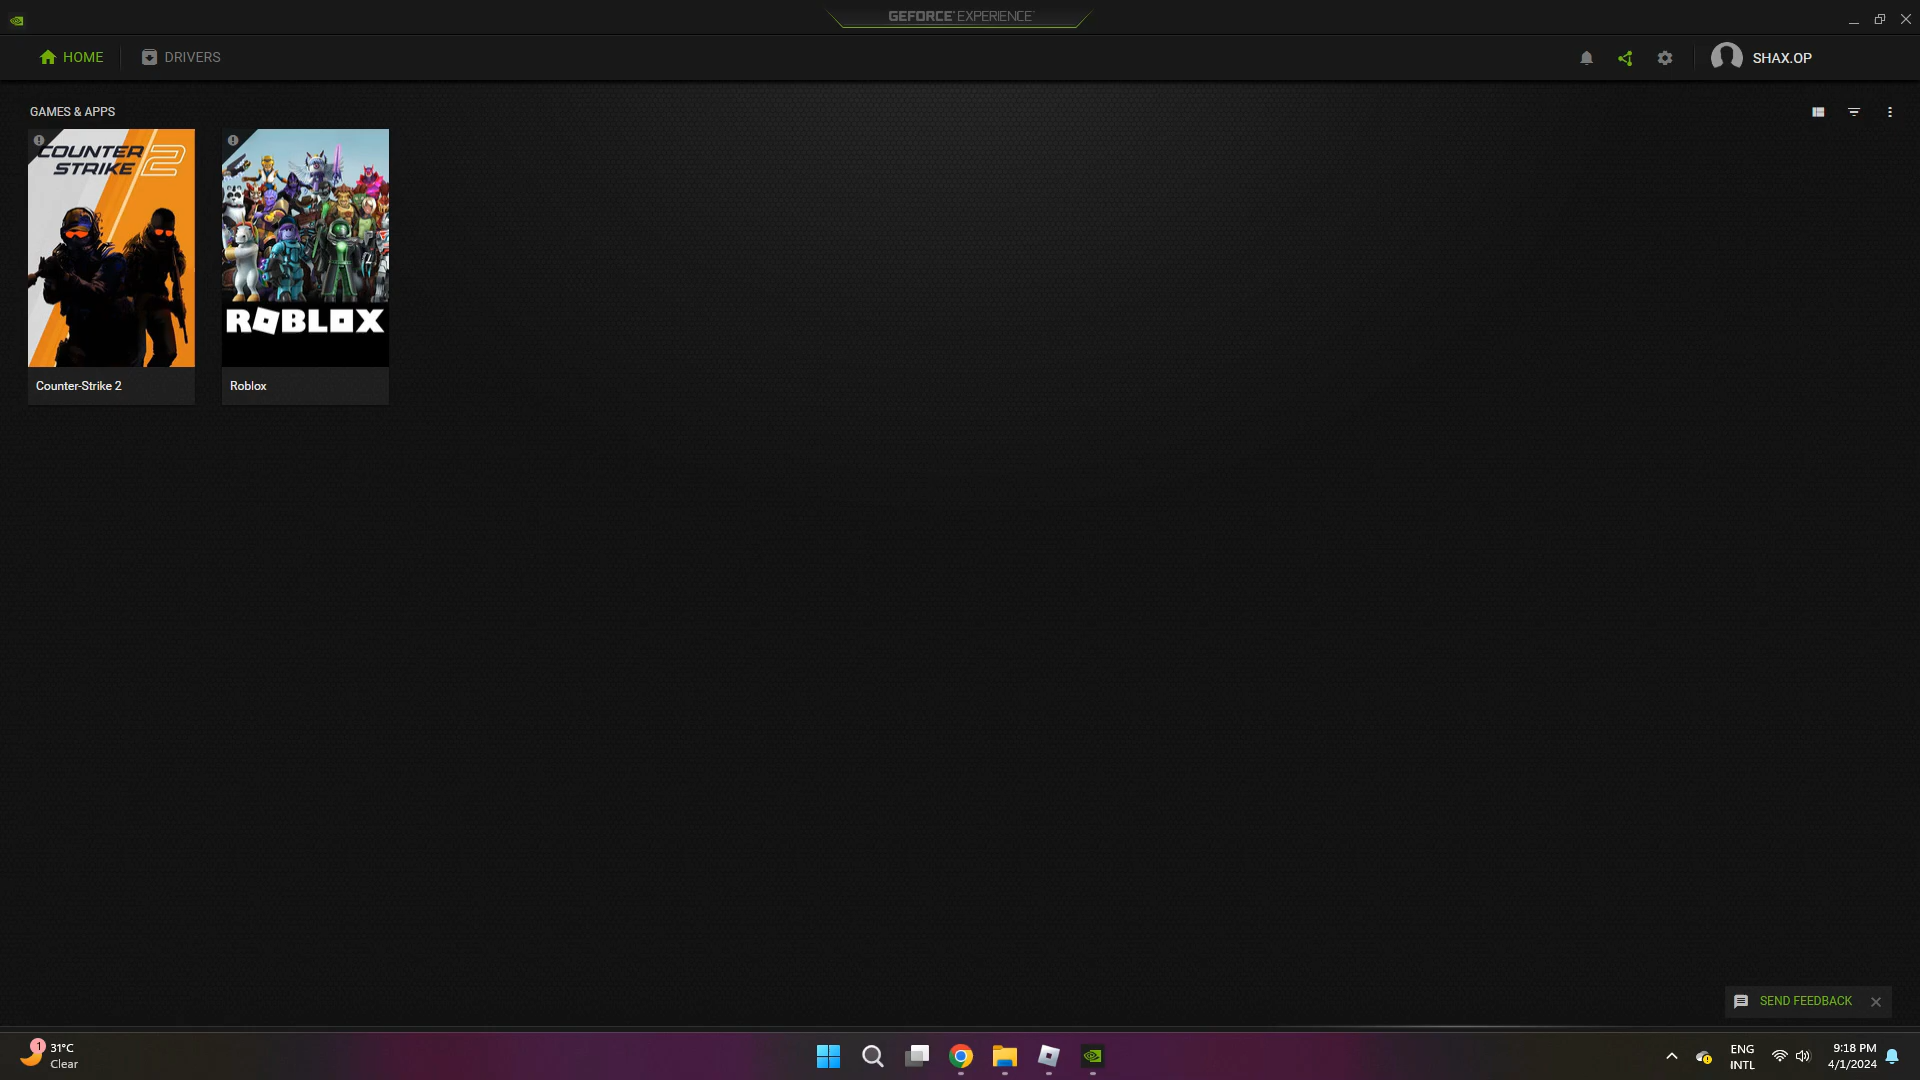 GEFORCE EXPERIENCE
HOME
DRIVERS
SHAX.OP
GAMES & APPS
COUNTER
STRIKE 2
ROBLOX
Counter-Strike 2
Roblox
SEND FEEDBACK
1
31°C
Clear
ENG
INTL
9:18 PM
4/1/2024